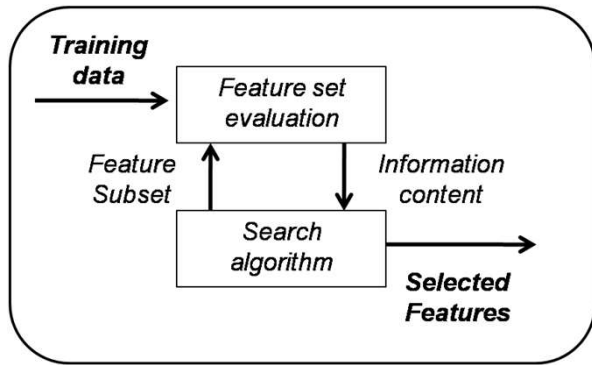 Training
data
Feature set
evaluation
Feature
Subset
Information
content
Search
algorithm
Selected
Features